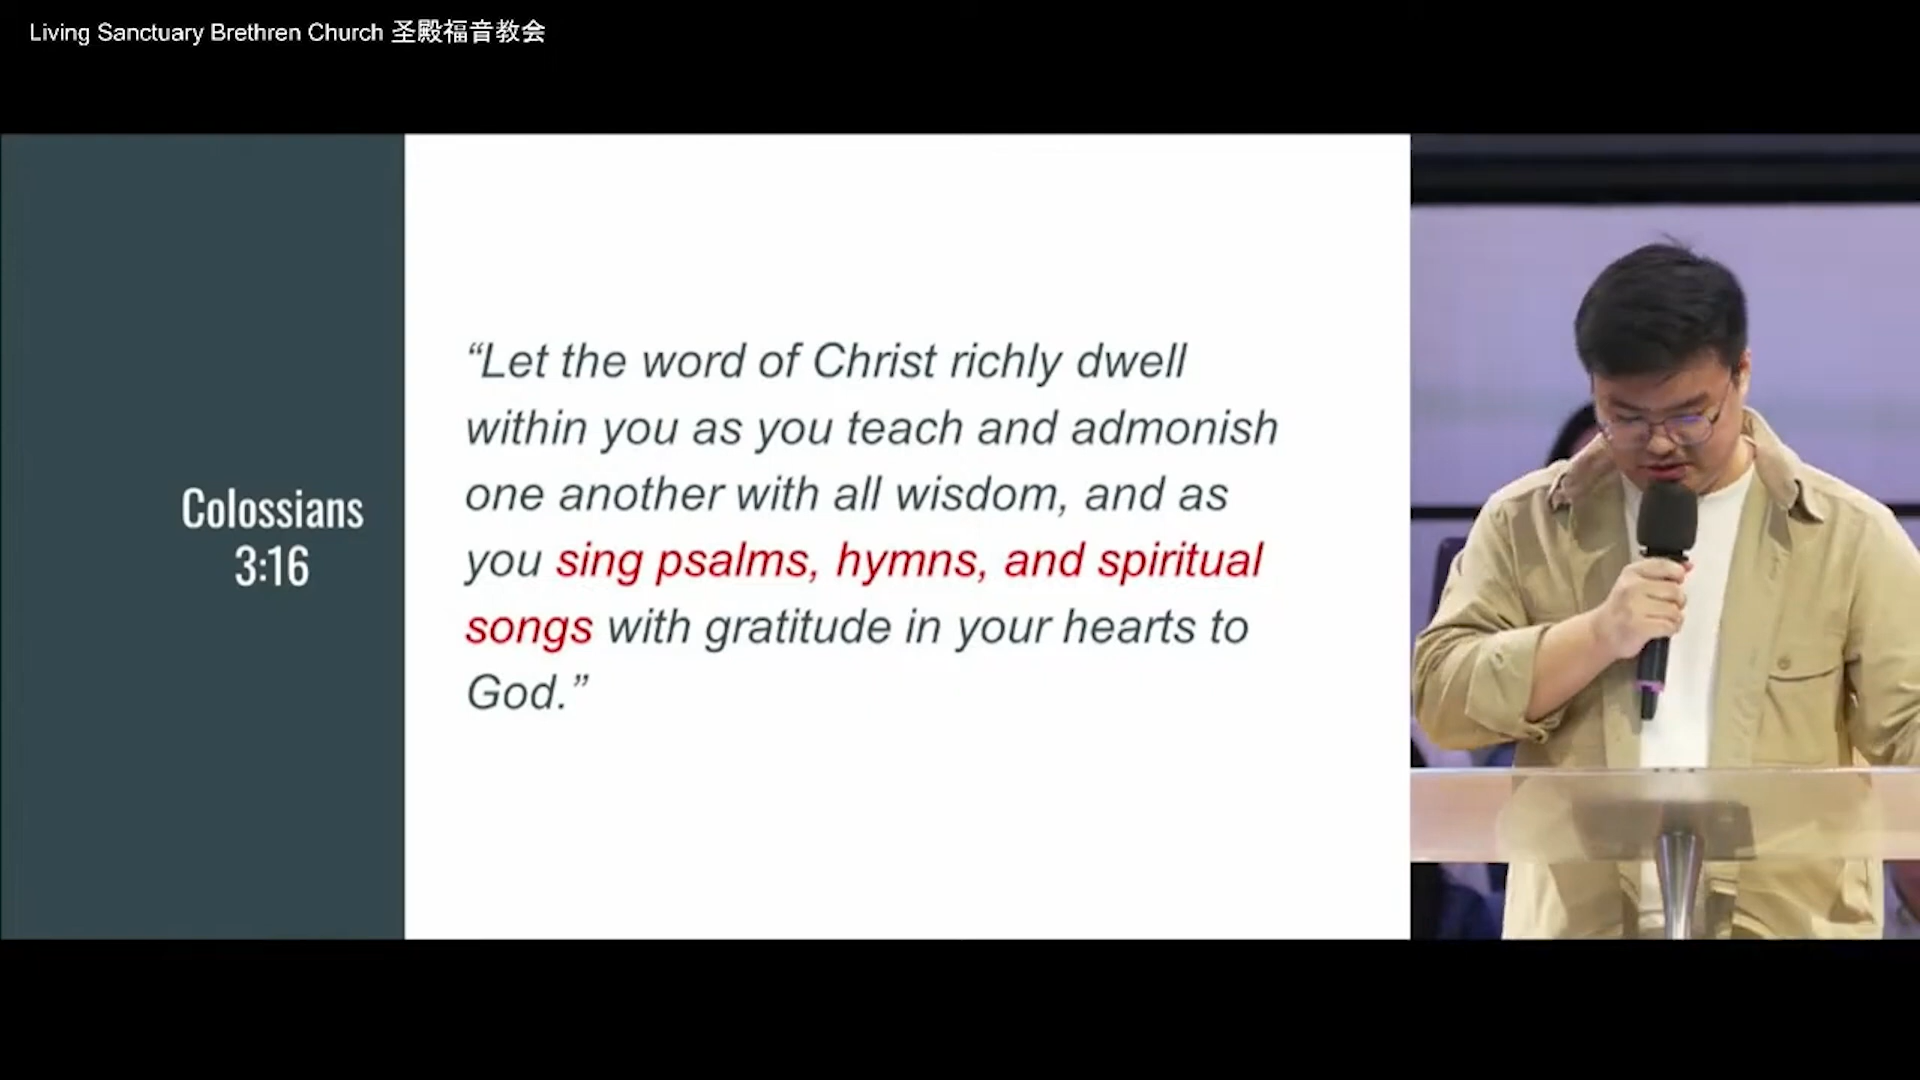 Living Sanctuary Brethren Church 圣殿福音教会
Colossians
3:16
“Let the word of Christ richly dwell
within you as you teach and admonish
one another with all wisdom, and as
you sing psalms, hymns, and spiritual
songs with gratitude in your hearts to
God.”